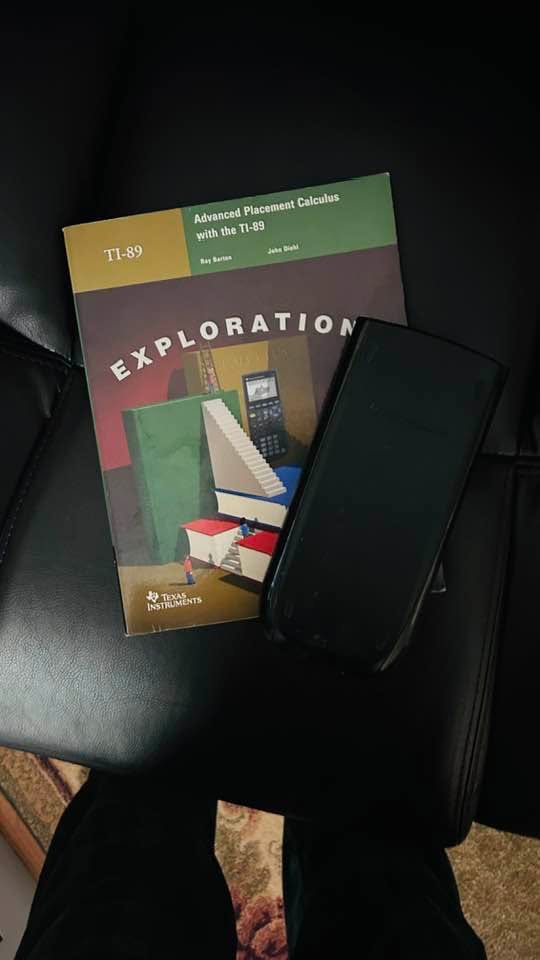 TI-89
Advanced Placement Calculus
with the TI-89
Ray Barton
John Diehl
EXPLORATION
TEXAS
INSTRUMENTS